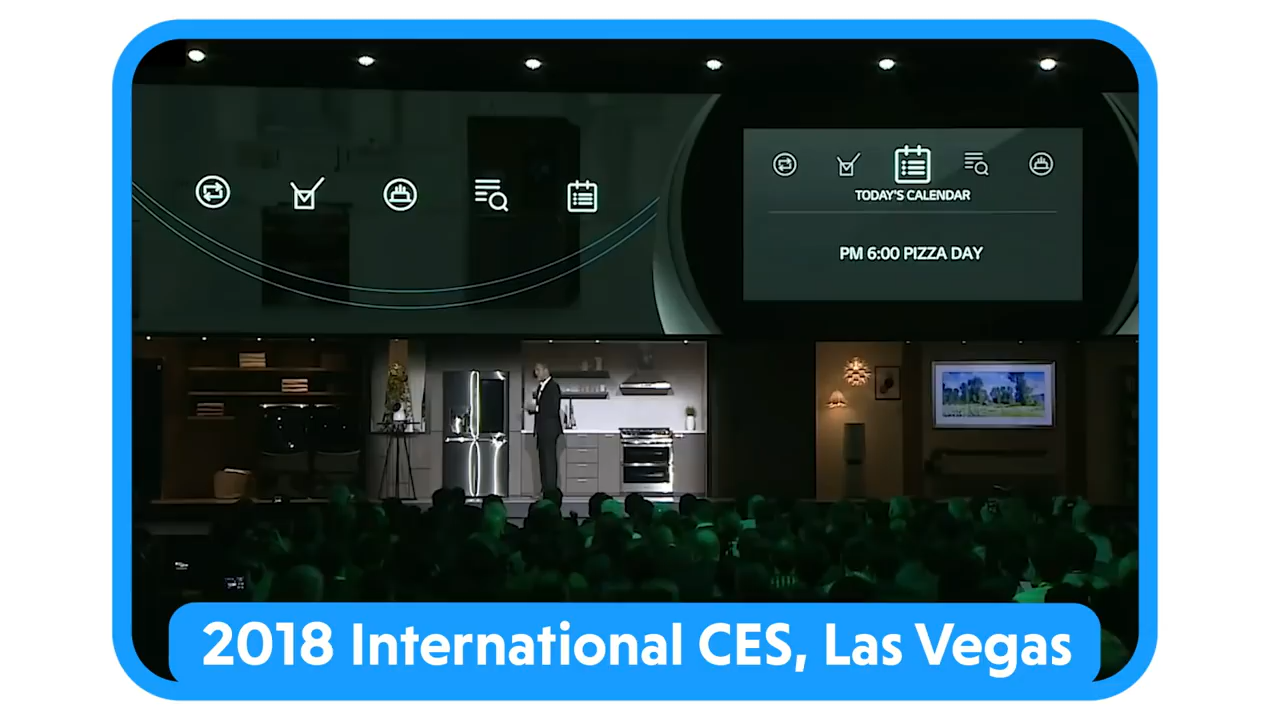 TODAY'S CALENDAR
PM 6:00 PIZZA DAY
2018 International CES, Las Vegas